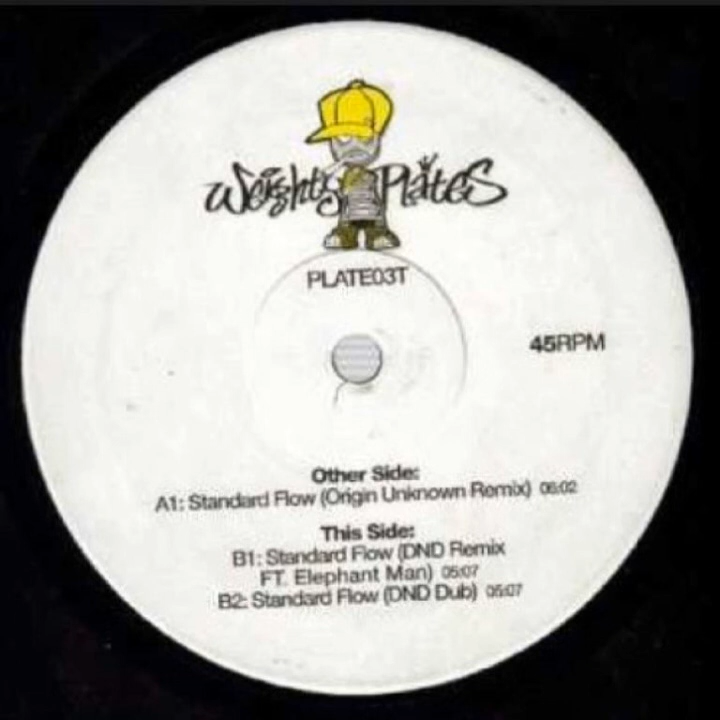 Weighty Plates
PLATE03T
45RPM
Other Side:
A1: Standard Flow (Origin Unknown Remix) 06:02
This Side:
B1: Standard Flow (DND Remix
FT. Elephant Man) 05:07
B2: Standard Flow (DND Dub) 05:07